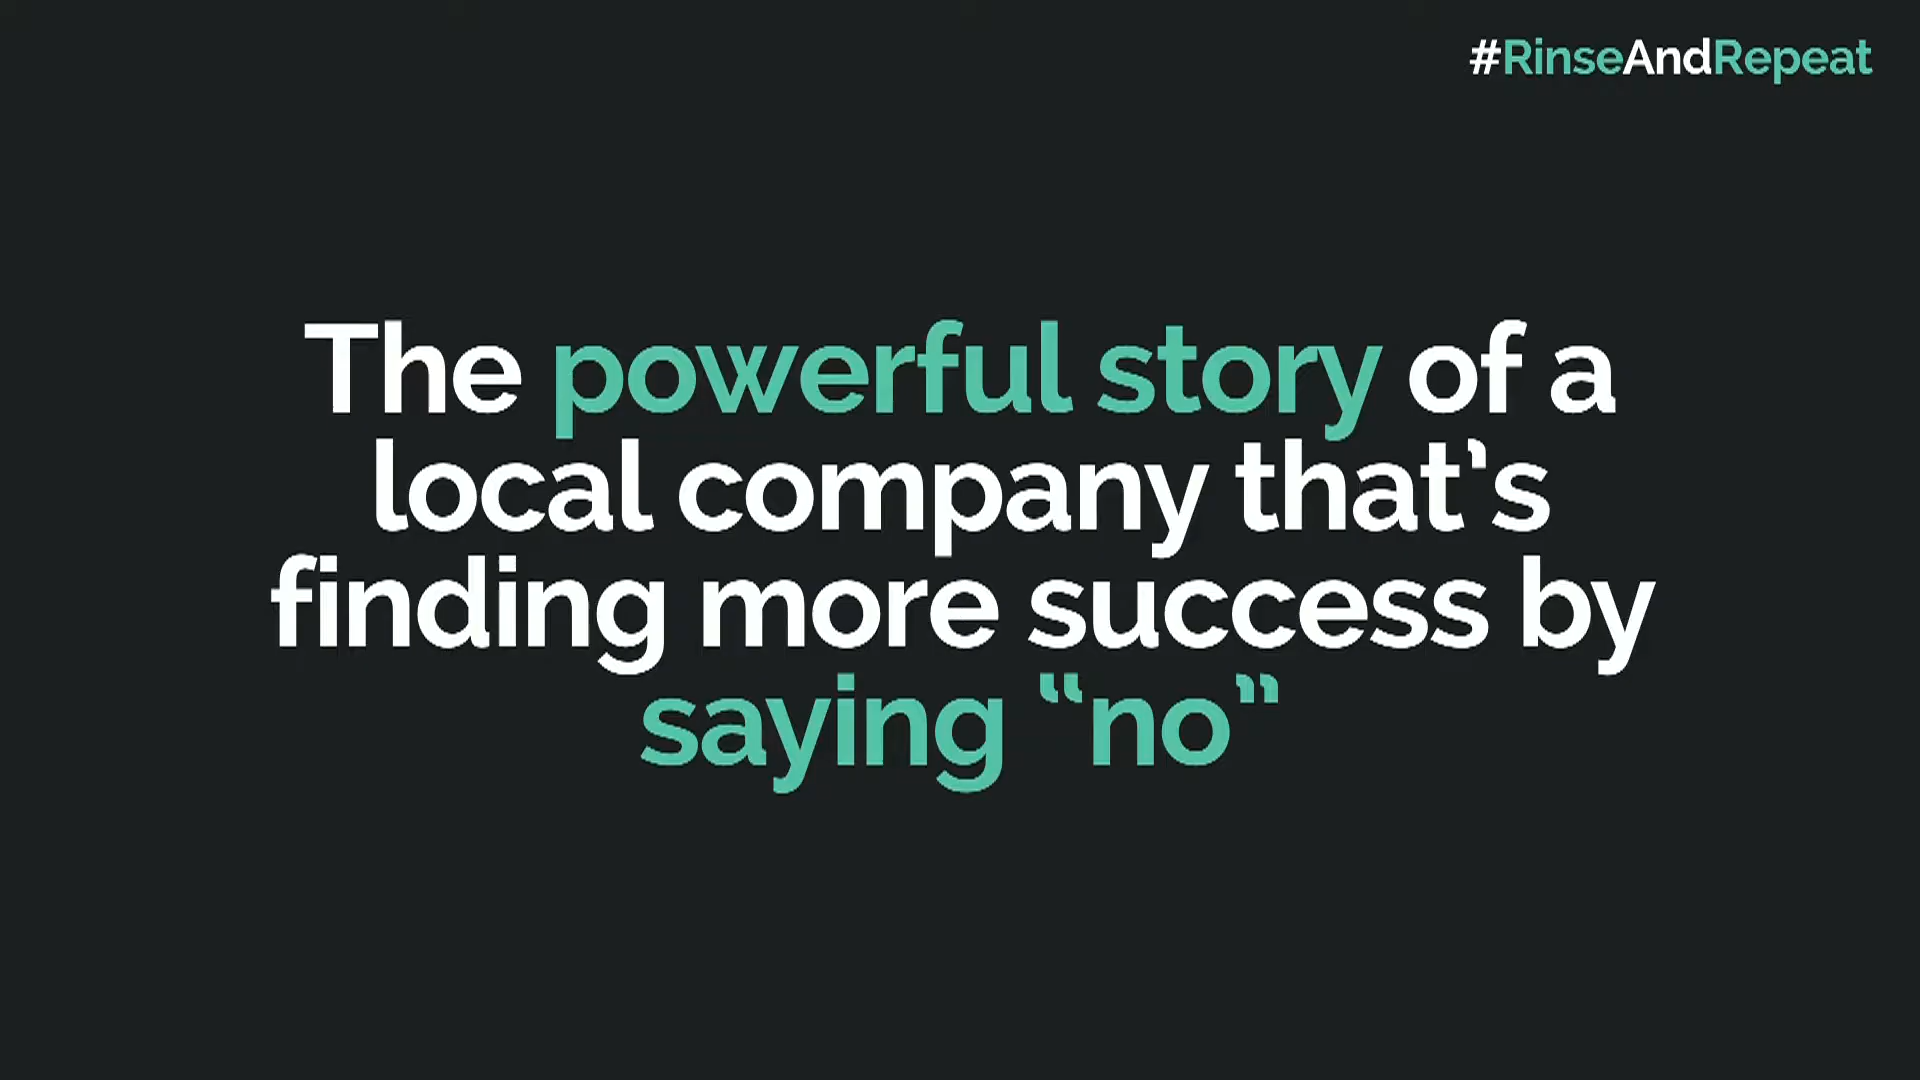 #RinseAndRepeat
The powerful story of a
local company that’s
finding more success by
saying “no”